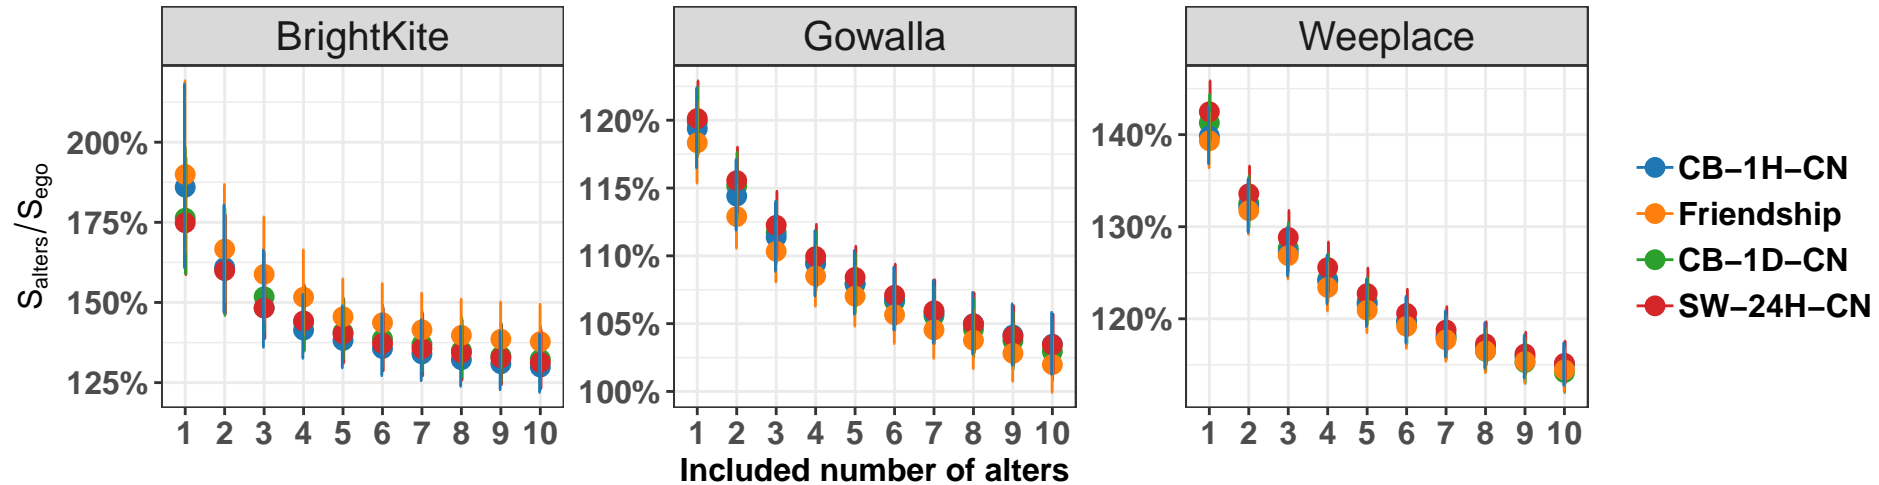 BrightKite
Gowalla
Weeplace
S_alters/S_ego
200%
175%
150%
125%
1 2 3 4 5 6 7 8 9 10
120%
115%
110%
105%
100%
1 2 3 4 5 6 7 8 9 10
140%
130%
120%
1 2 3 4 5 6 7 8 9 10
Included number of alters
CB−1H−CN
Friendship
CB−1D−CN
SW−24H−CN